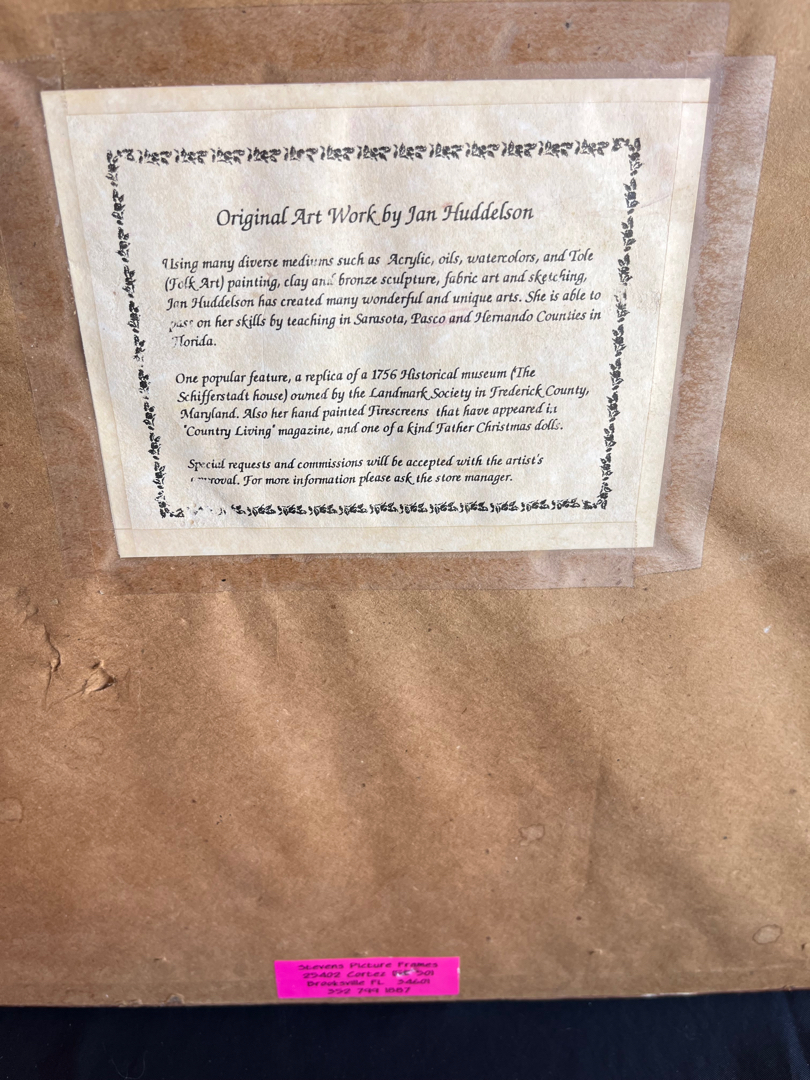 Original Art Work by Jan Huddelson
Using many diverse mediums such as Acrylic, oils, watercolors, and Tole
(Folk Art) painting, clay and bronze sculpture, fabric art and sketching,
Jan Huddelson has created many wonderful and unique arts. She is able to
pass on her skills by teaching in Sarasota, Pasco and Hernando Counties in
Florida.
One popular feature, a replica of a 1756 Historical museum (The
Schifferstadt house) owned by the Landmark Society in Frederick County,
Maryland. Also her hand painted Firescreens that have appeared in
"Country Living" magazine, and one of a kind Father Christmas dolls.
Special requests and commissions will be accepted with the artist's
approval. For more information please ask the store manager.
Stevens Picture Frames
Cortez
Brooksville FL 34601
352